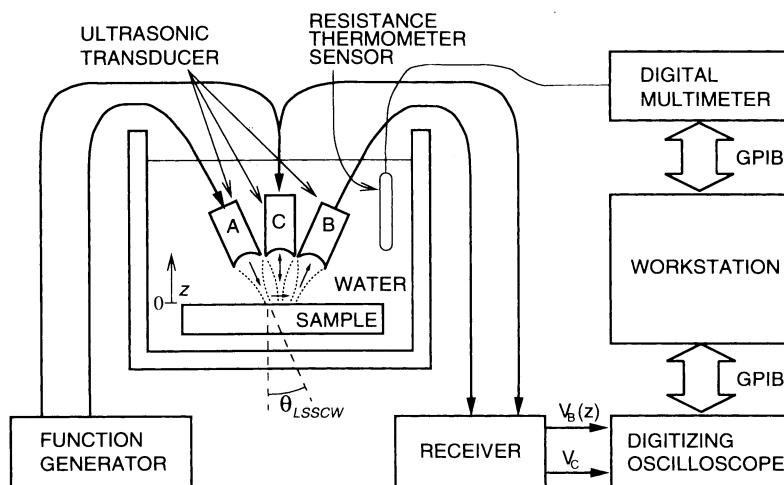 ULTRASONIC
TRANSDUCER
RESISTANCE
THERMOMETER
SENSOR
DIGITAL
MULTIMETER
GPIB
A
C
B
WATER
WORKSTATION
0
z
SAMPLE
θLSSCW
GPIB
FUNCTION
GENERATOR
RECEIVER
VB(z)
VC
DIGITIZING
OSCILLOSCOPE